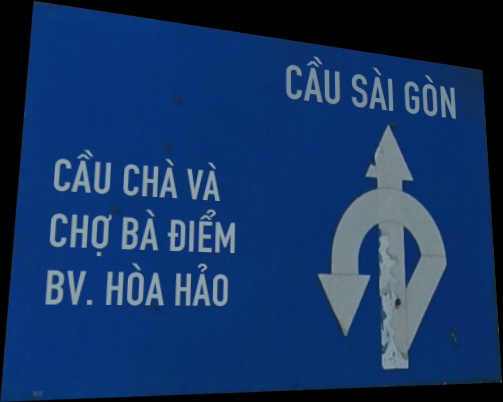 CẦU SÀI GÒN
CẦU CHÀ VÀ
CHỢ BÀ ĐIỂM
BV. HÒA HẢO